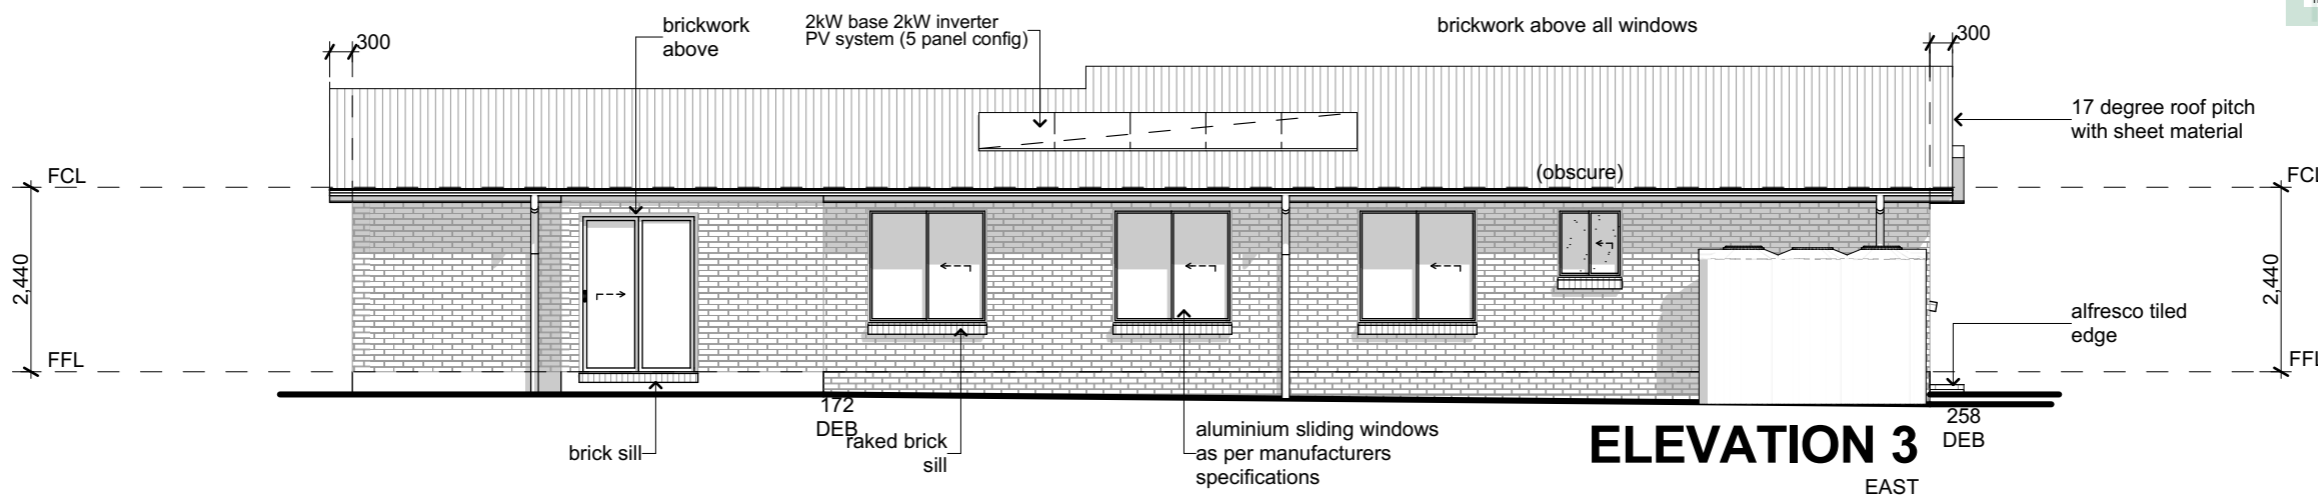 brickwork
above
2kW base 2kW inverter
PV system (5 panel config)
brickwork above all windows
300
300
17 degree roof pitch
with sheet material
(obscure)
FCL
FCL
2,440
2,440
alfresco tiled
edge
FFL
FFL
172
DEB
258
DEB
brick sill
raked brick
sill
aluminium sliding windows
as per manufacturers
specifications
ELEVATION 3
EAST